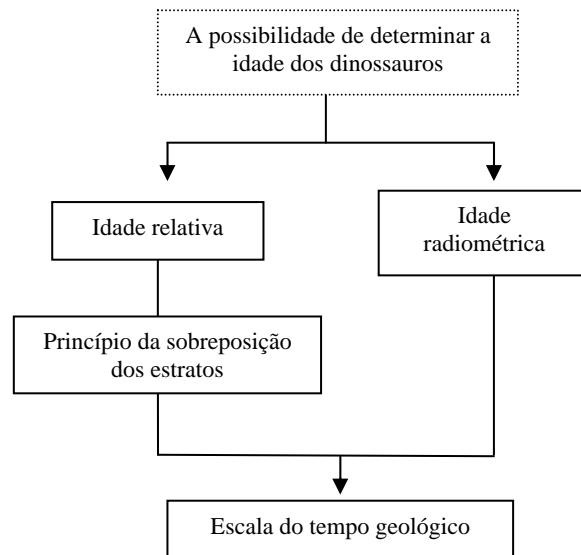 A possibilidade de determinar a
idade dos dinossauros
Idade relativa
Idade
radiométrica
Princípio da sobreposição
dos estratos
Escala do tempo geológico